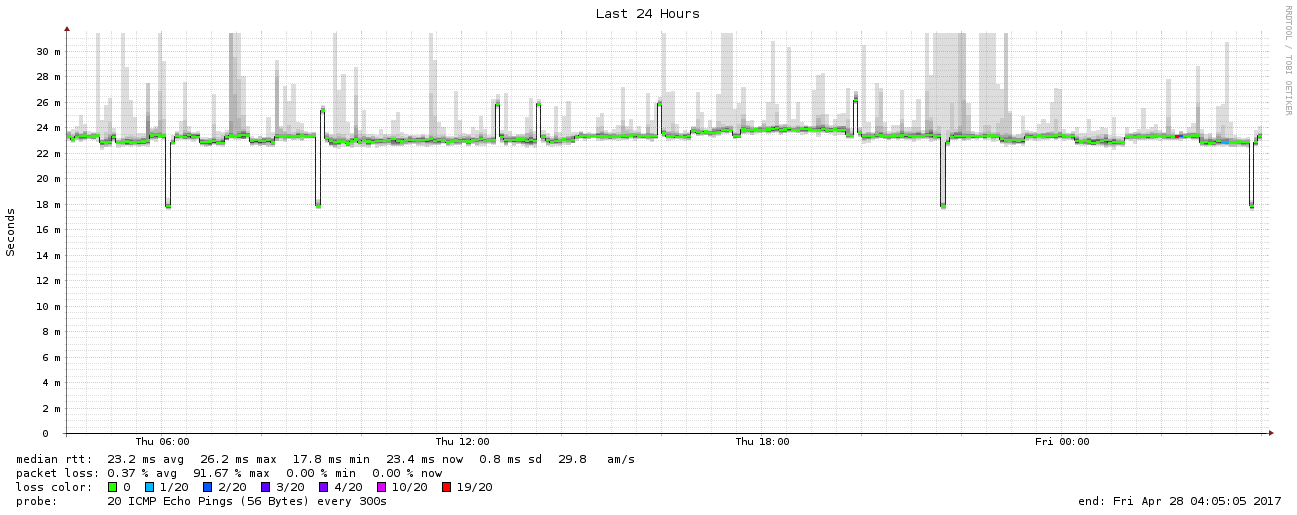 Last 24 Hours
RRDTOOL / TOBI OETIKER
Seconds
30 m
28 m
26 m
24 m
22 m
20 m
18 m
16 m
14 m
12 m
10 m
8 m
6 m
4 m
2 m
0
Thu 06:00 Thu 12:00 Thu 18:00 Fri 00:00
median rtt: 23.2 ms avg 26.2 ms max 17.8 ms min 23.4 ms now 0.8 ms sd 29.8 am/s
packet loss: 0.37 % avg 91.67 % max 0.00 % min 0.00 % now
loss color: 0 1/20 2/20 3/20 4/20 10/20 19/20
probe: 20 ICMP Echo Pings (56 Bytes) every 300s end: Fri Apr 28 04:05:05 2017